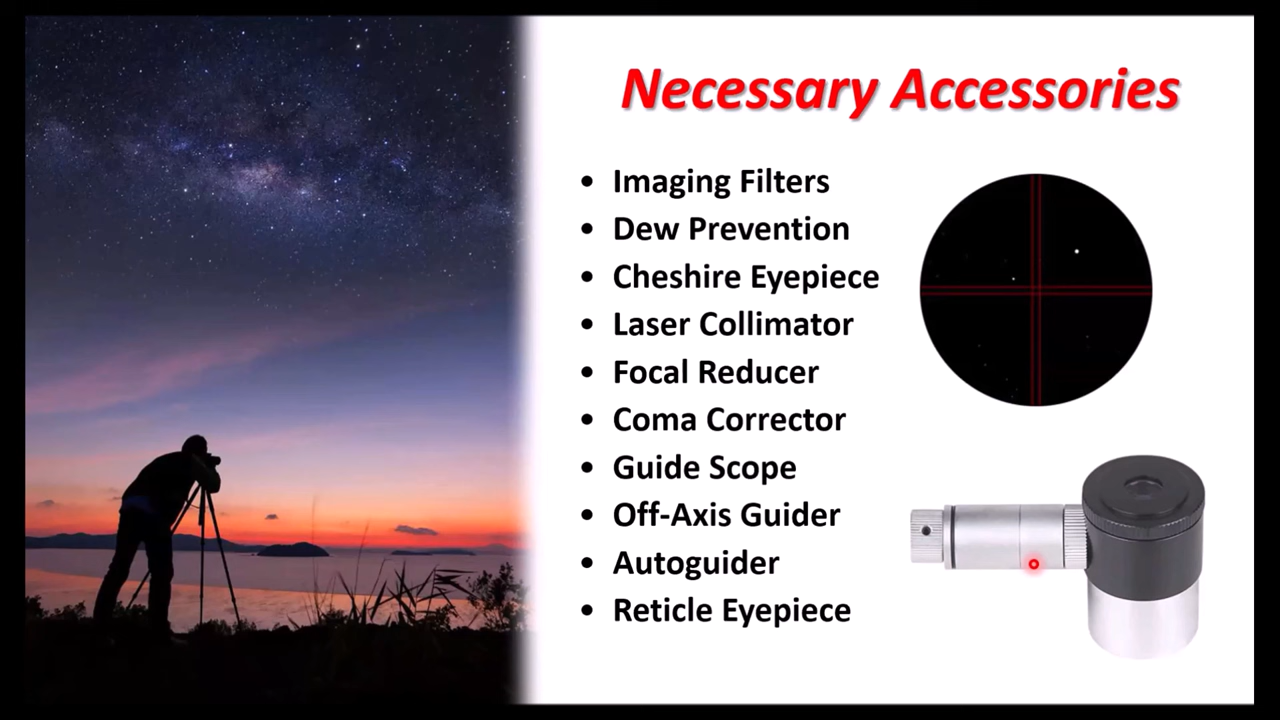 Necessary Accessories
• Imaging Filters
• Dew Prevention
• Cheshire Eyepiece
• Laser Collimator
• Focal Reducer
• Coma Corrector
• Guide Scope
• Off-Axis Guider
• Autoguider
• Reticle Eyepiece